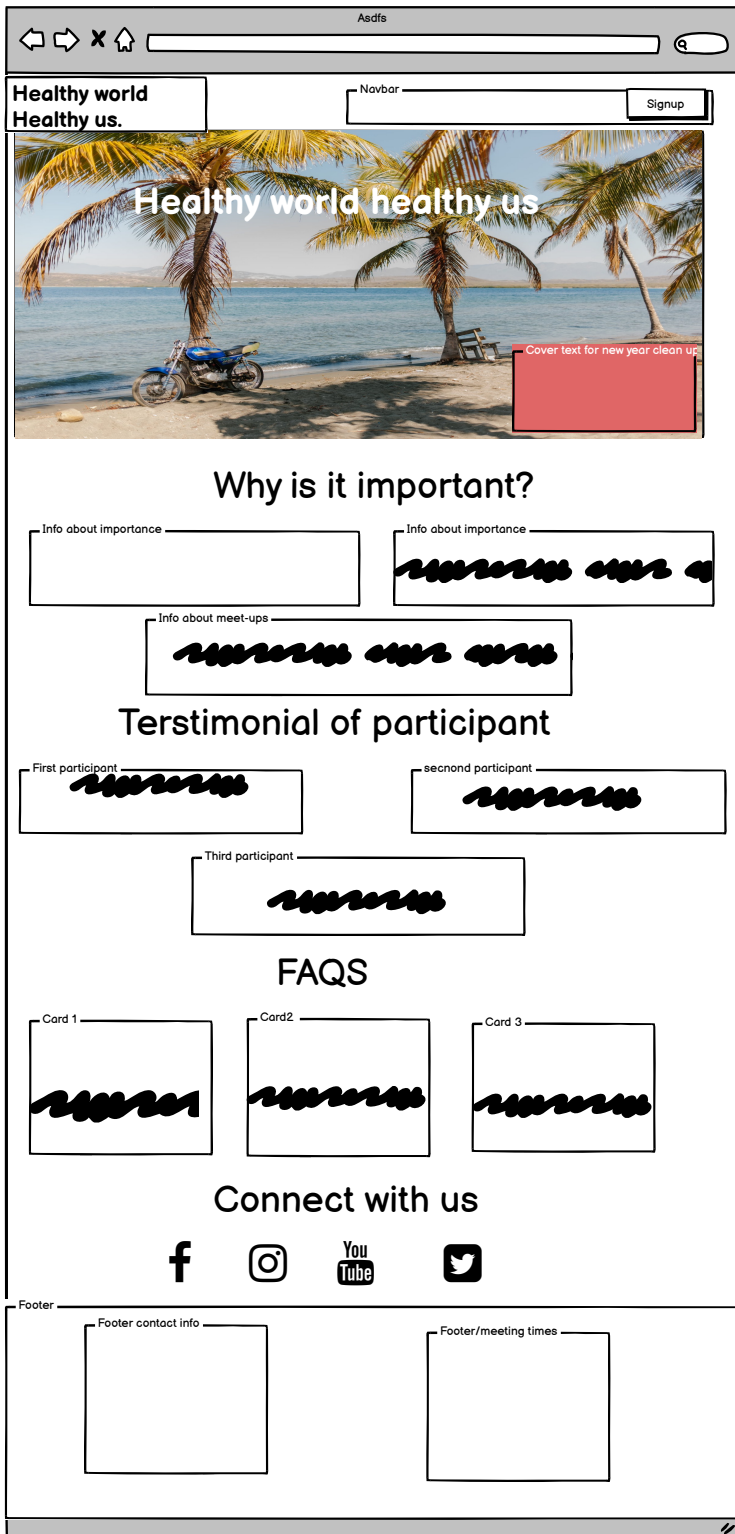 Asdfs
Healthy world
Healthy us.
Navbar
Signup
Healthy world healthy us
Cover text for new year clean up
Why is it important?
Info about importance
Info about importance
Info about meet-ups
Terstimonial of participant
First participant
secnond participant
Third participant
FAQS
Card 1
Card2
Card 3
Connect with us
You
Tube
Footer
Footer contact info
Footer/meeting times